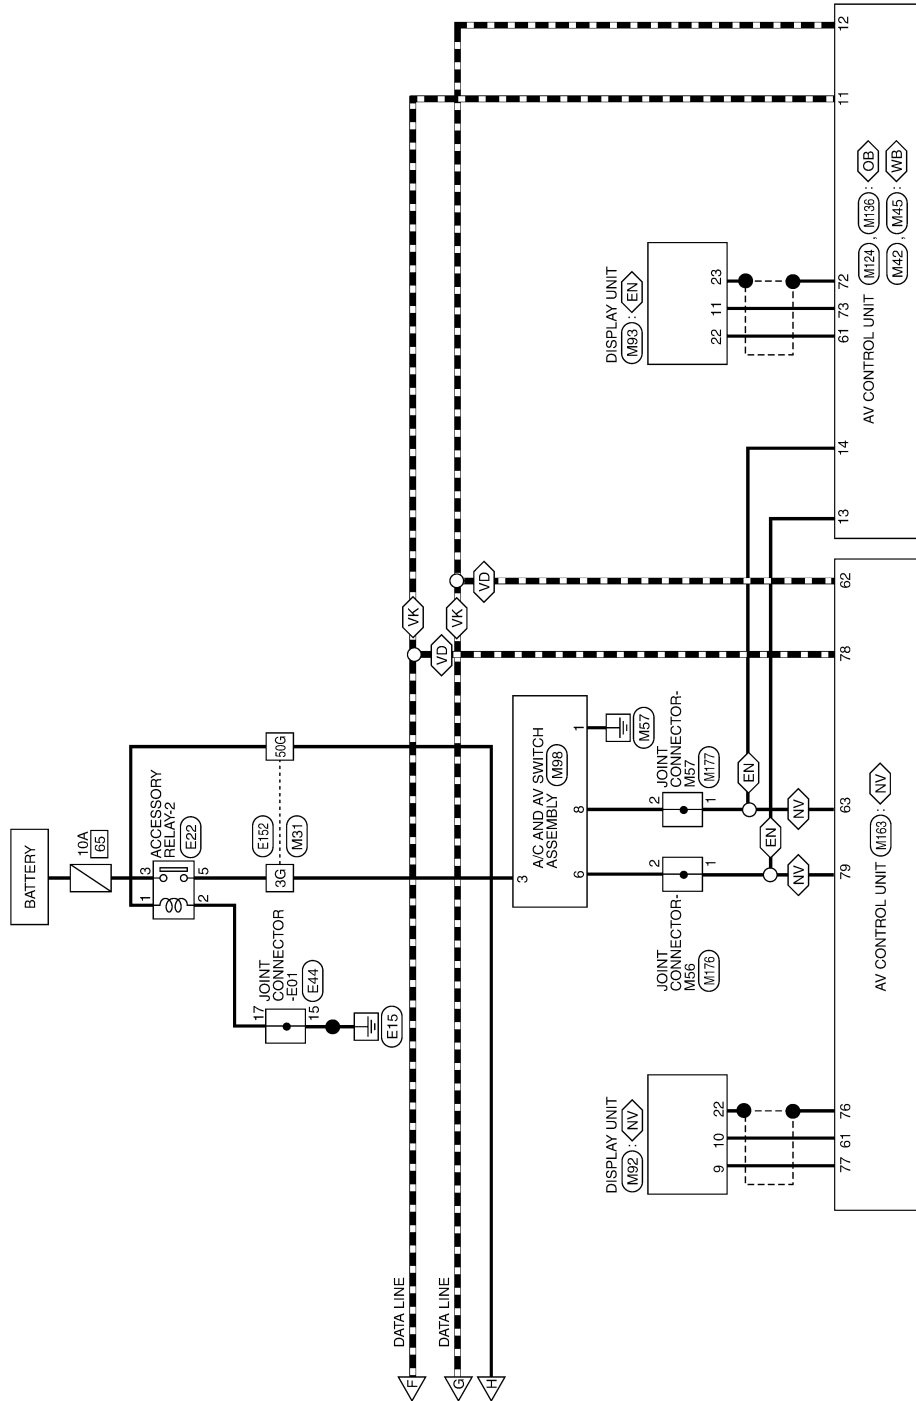 BATTERY
10A
65
ACCESSORY
RELAY-2
E22
3
5
1
2
17
JOINT
CONNECTOR
-E01
E44
15
E15
E152
M31
3G
50G
DATA LINE
F
DATA LINE
G
H
VK
VK
VD
VD
3
A/C AND AV SWITCH
ASSEMBLY M98
6
8
1
M57
JOINT
CONNECTOR-
M56
M176
2
1
JOINT
CONNECTOR-
M57
M177
2
1
EN
EN
NV
NV
DISPLAY UNIT
M92 : NV
9
10
22
77
61
76
79
63
78
62
AV CONTROL UNIT M163 : NV
DISPLAY UNIT
M93 : EN
22
11
23
13
14
61
73
72
11
12
AV CONTROL UNIT
M124 , M136 : OB
M42 , M45 : WB